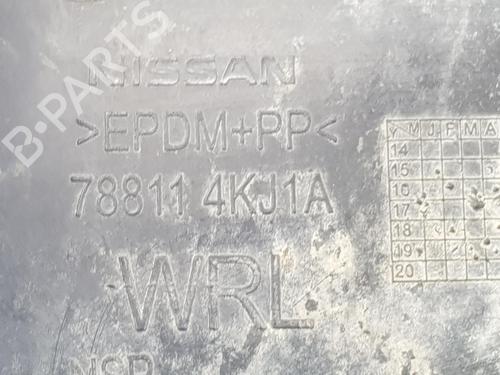 B-PARTS
NISSAN
>EPDM+PP<
78811 4KJ1A
WRL
Y M J F M A
14
15
16
17
18
19
20